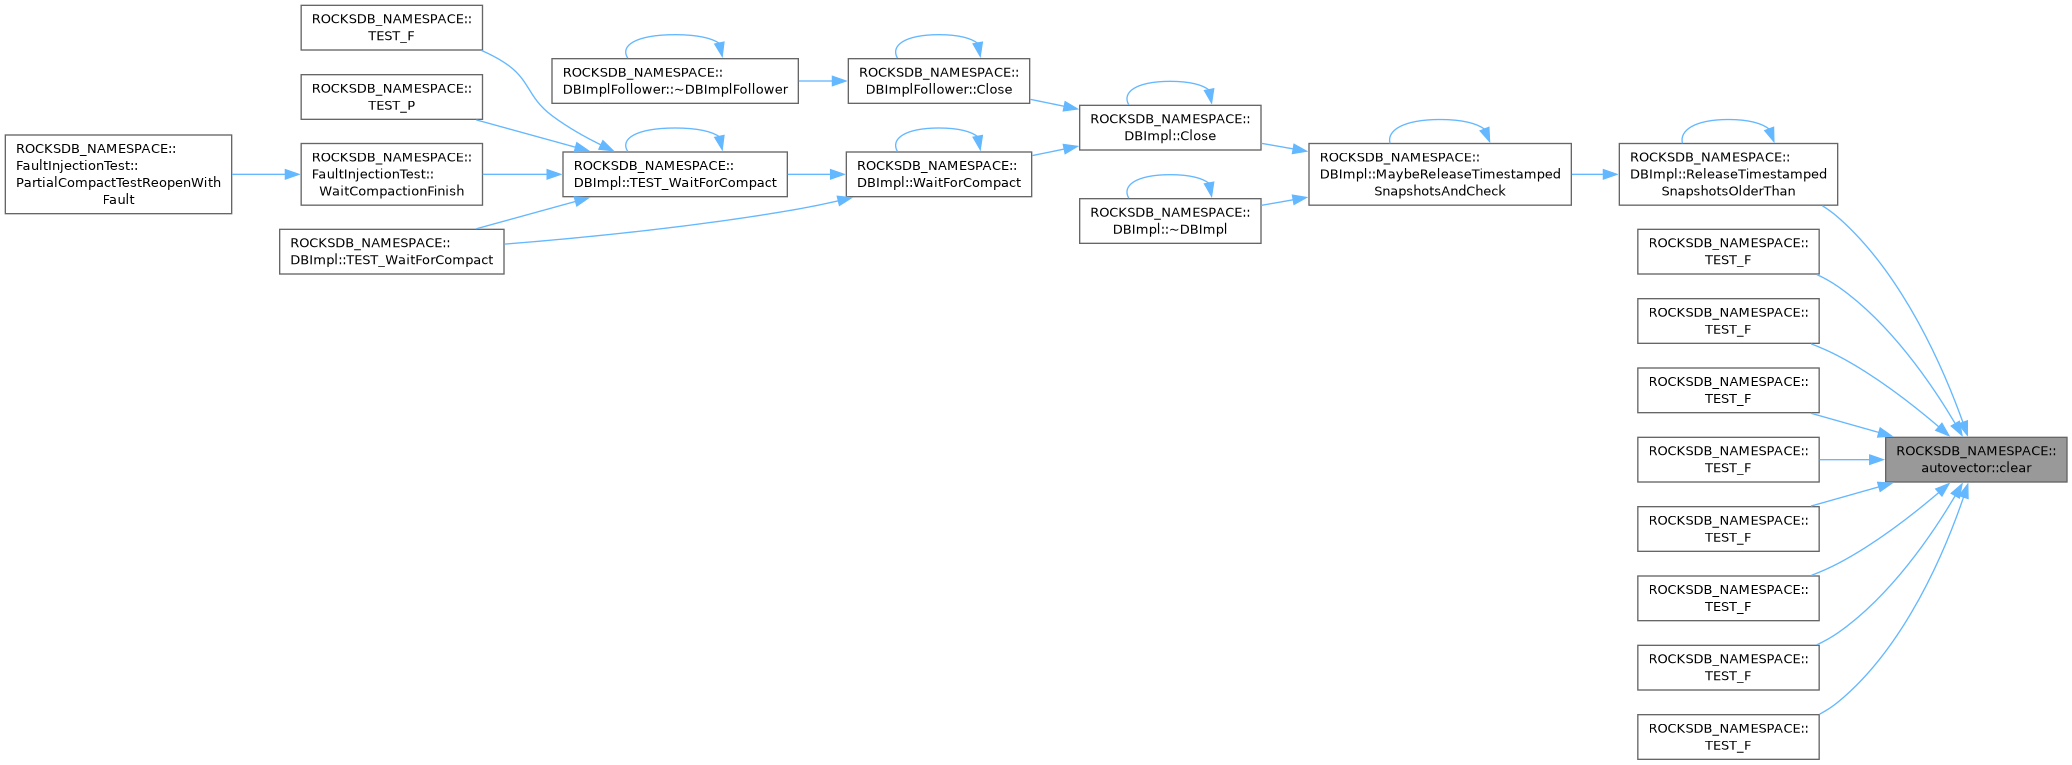 ROCKSDB_NAMESPACE::
TEST_F
ROCKSDB_NAMESPACE::
TEST_P
ROCKSDB_NAMESPACE::
FaultInjectionTest::
PartialCompactTestReopenWith
Fault
ROCKSDB_NAMESPACE::
FaultInjectionTest::
WaitCompactionFinish
ROCKSDB_NAMESPACE::
DBImpl::TEST_WaitForCompact
ROCKSDB_NAMESPACE::
DBImplFollower::~DBImplFollower
ROCKSDB_NAMESPACE::
DBImpl::TEST_WaitForCompact
ROCKSDB_NAMESPACE::
DBImplFollower::Close
ROCKSDB_NAMESPACE::
DBImpl::WaitForCompact
ROCKSDB_NAMESPACE::
DBImpl::Close
ROCKSDB_NAMESPACE::
DBImpl::~DBImpl
ROCKSDB_NAMESPACE::
DBImpl::MaybeReleaseTimestamped
SnapshotsAndCheck
ROCKSDB_NAMESPACE::
DBImpl::ReleaseTimestamped
SnapshotsOlderThan
ROCKSDB_NAMESPACE::
TEST_F
ROCKSDB_NAMESPACE::
TEST_F
ROCKSDB_NAMESPACE::
TEST_F
ROCKSDB_NAMESPACE::
TEST_F
ROCKSDB_NAMESPACE::
TEST_F
ROCKSDB_NAMESPACE::
TEST_F
ROCKSDB_NAMESPACE::
TEST_F
ROCKSDB_NAMESPACE::
TEST_F
ROCKSDB_NAMESPACE::
autovector::clear